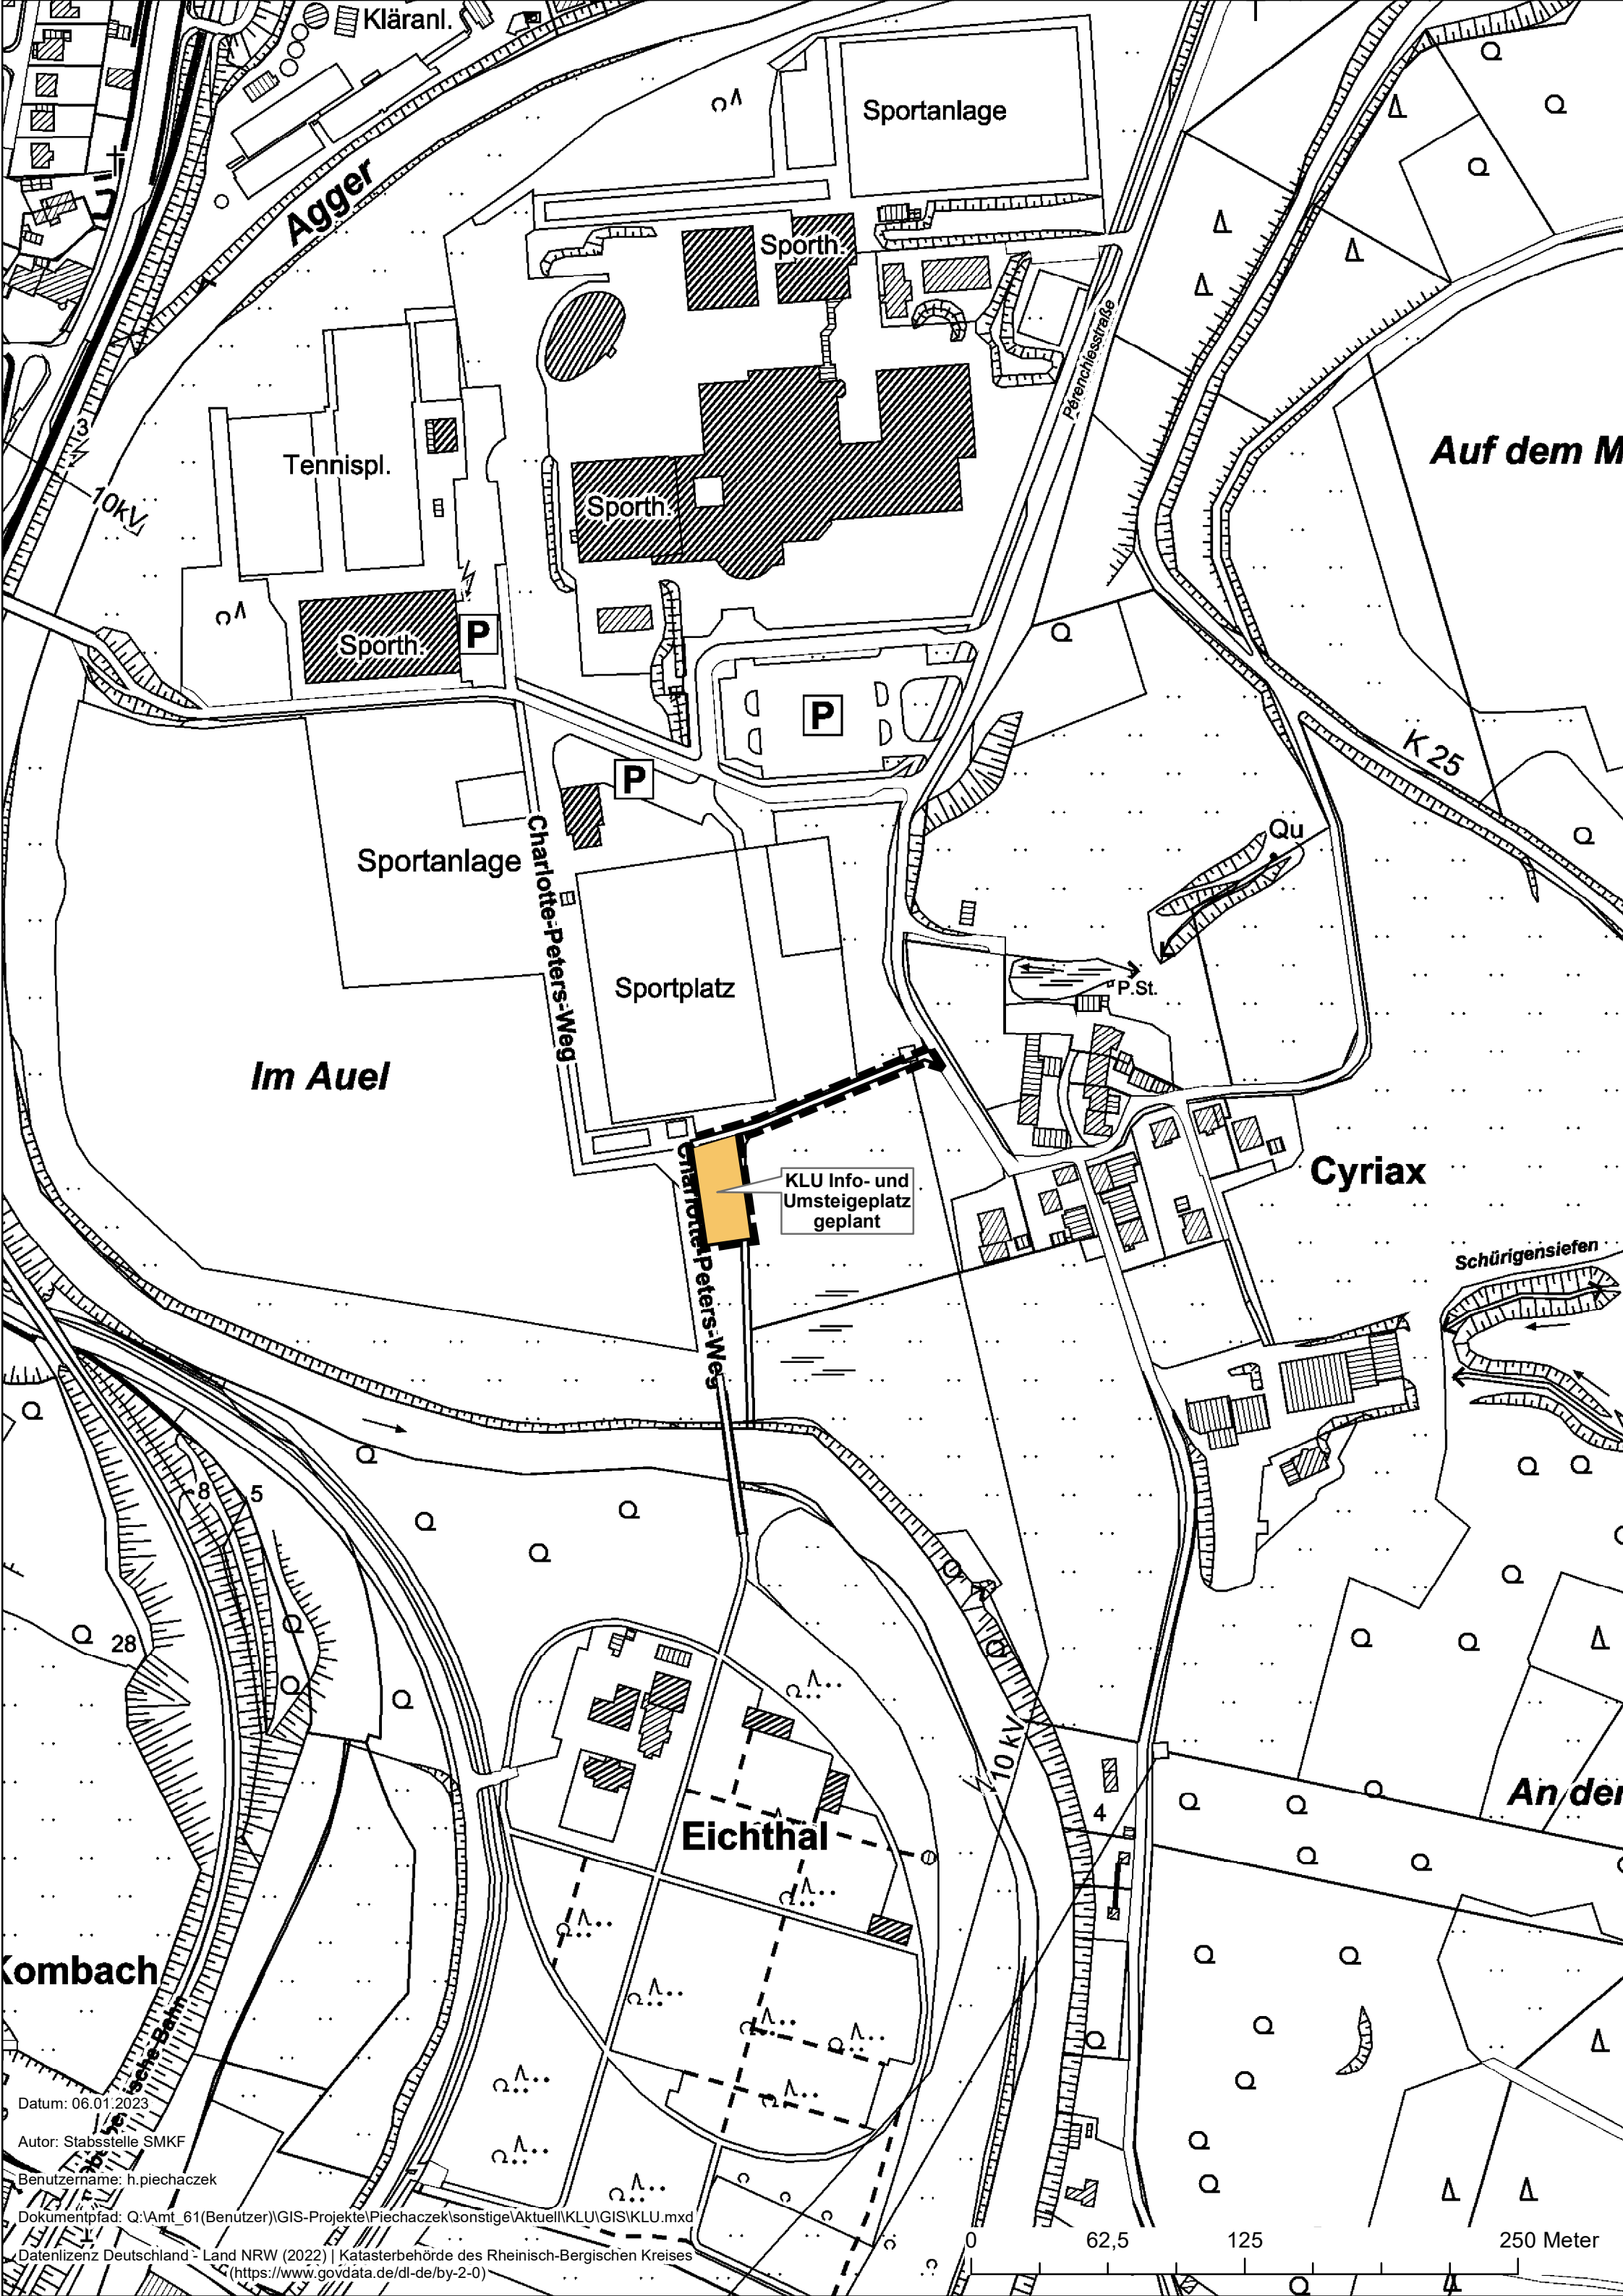 Kläranl.
Sportanlage
Agger
Sporth.
Pérenchiesstraße
3
Tennispl.
Auf dem M
10kV
Sporth.
Sporth.
P
P
K 25
P
Qu
Charlotte-Peters-Weg
Sportanlage
Sportplatz
P.St.
Im Auel
Cyriax
KLU Info- und
Umsteigeplatz
geplant
Charlotte-Peters-Weg
Schürigensiefen
8
5
28
10 kV
4
An der
Eichthal
Kombach
ische-Bahn
Datum: 06.01.2023
Autor: Stabsstelle SMKF
Benutzername: h.piechaczek
Dokumentpfad: Q:\Amt_61(Benutzer)\GIS-Projekte\Piechaczek\sonstige\Aktuell\KLU\GIS\KLU.mxd
0 62,5 125 250 Meter
Datenlizenz Deutschland - Land NRW (2022) | Katasterbehörde des Rheinisch-Bergischen Kreises
(https://www.govdata.de/dl-de/by-2-0)